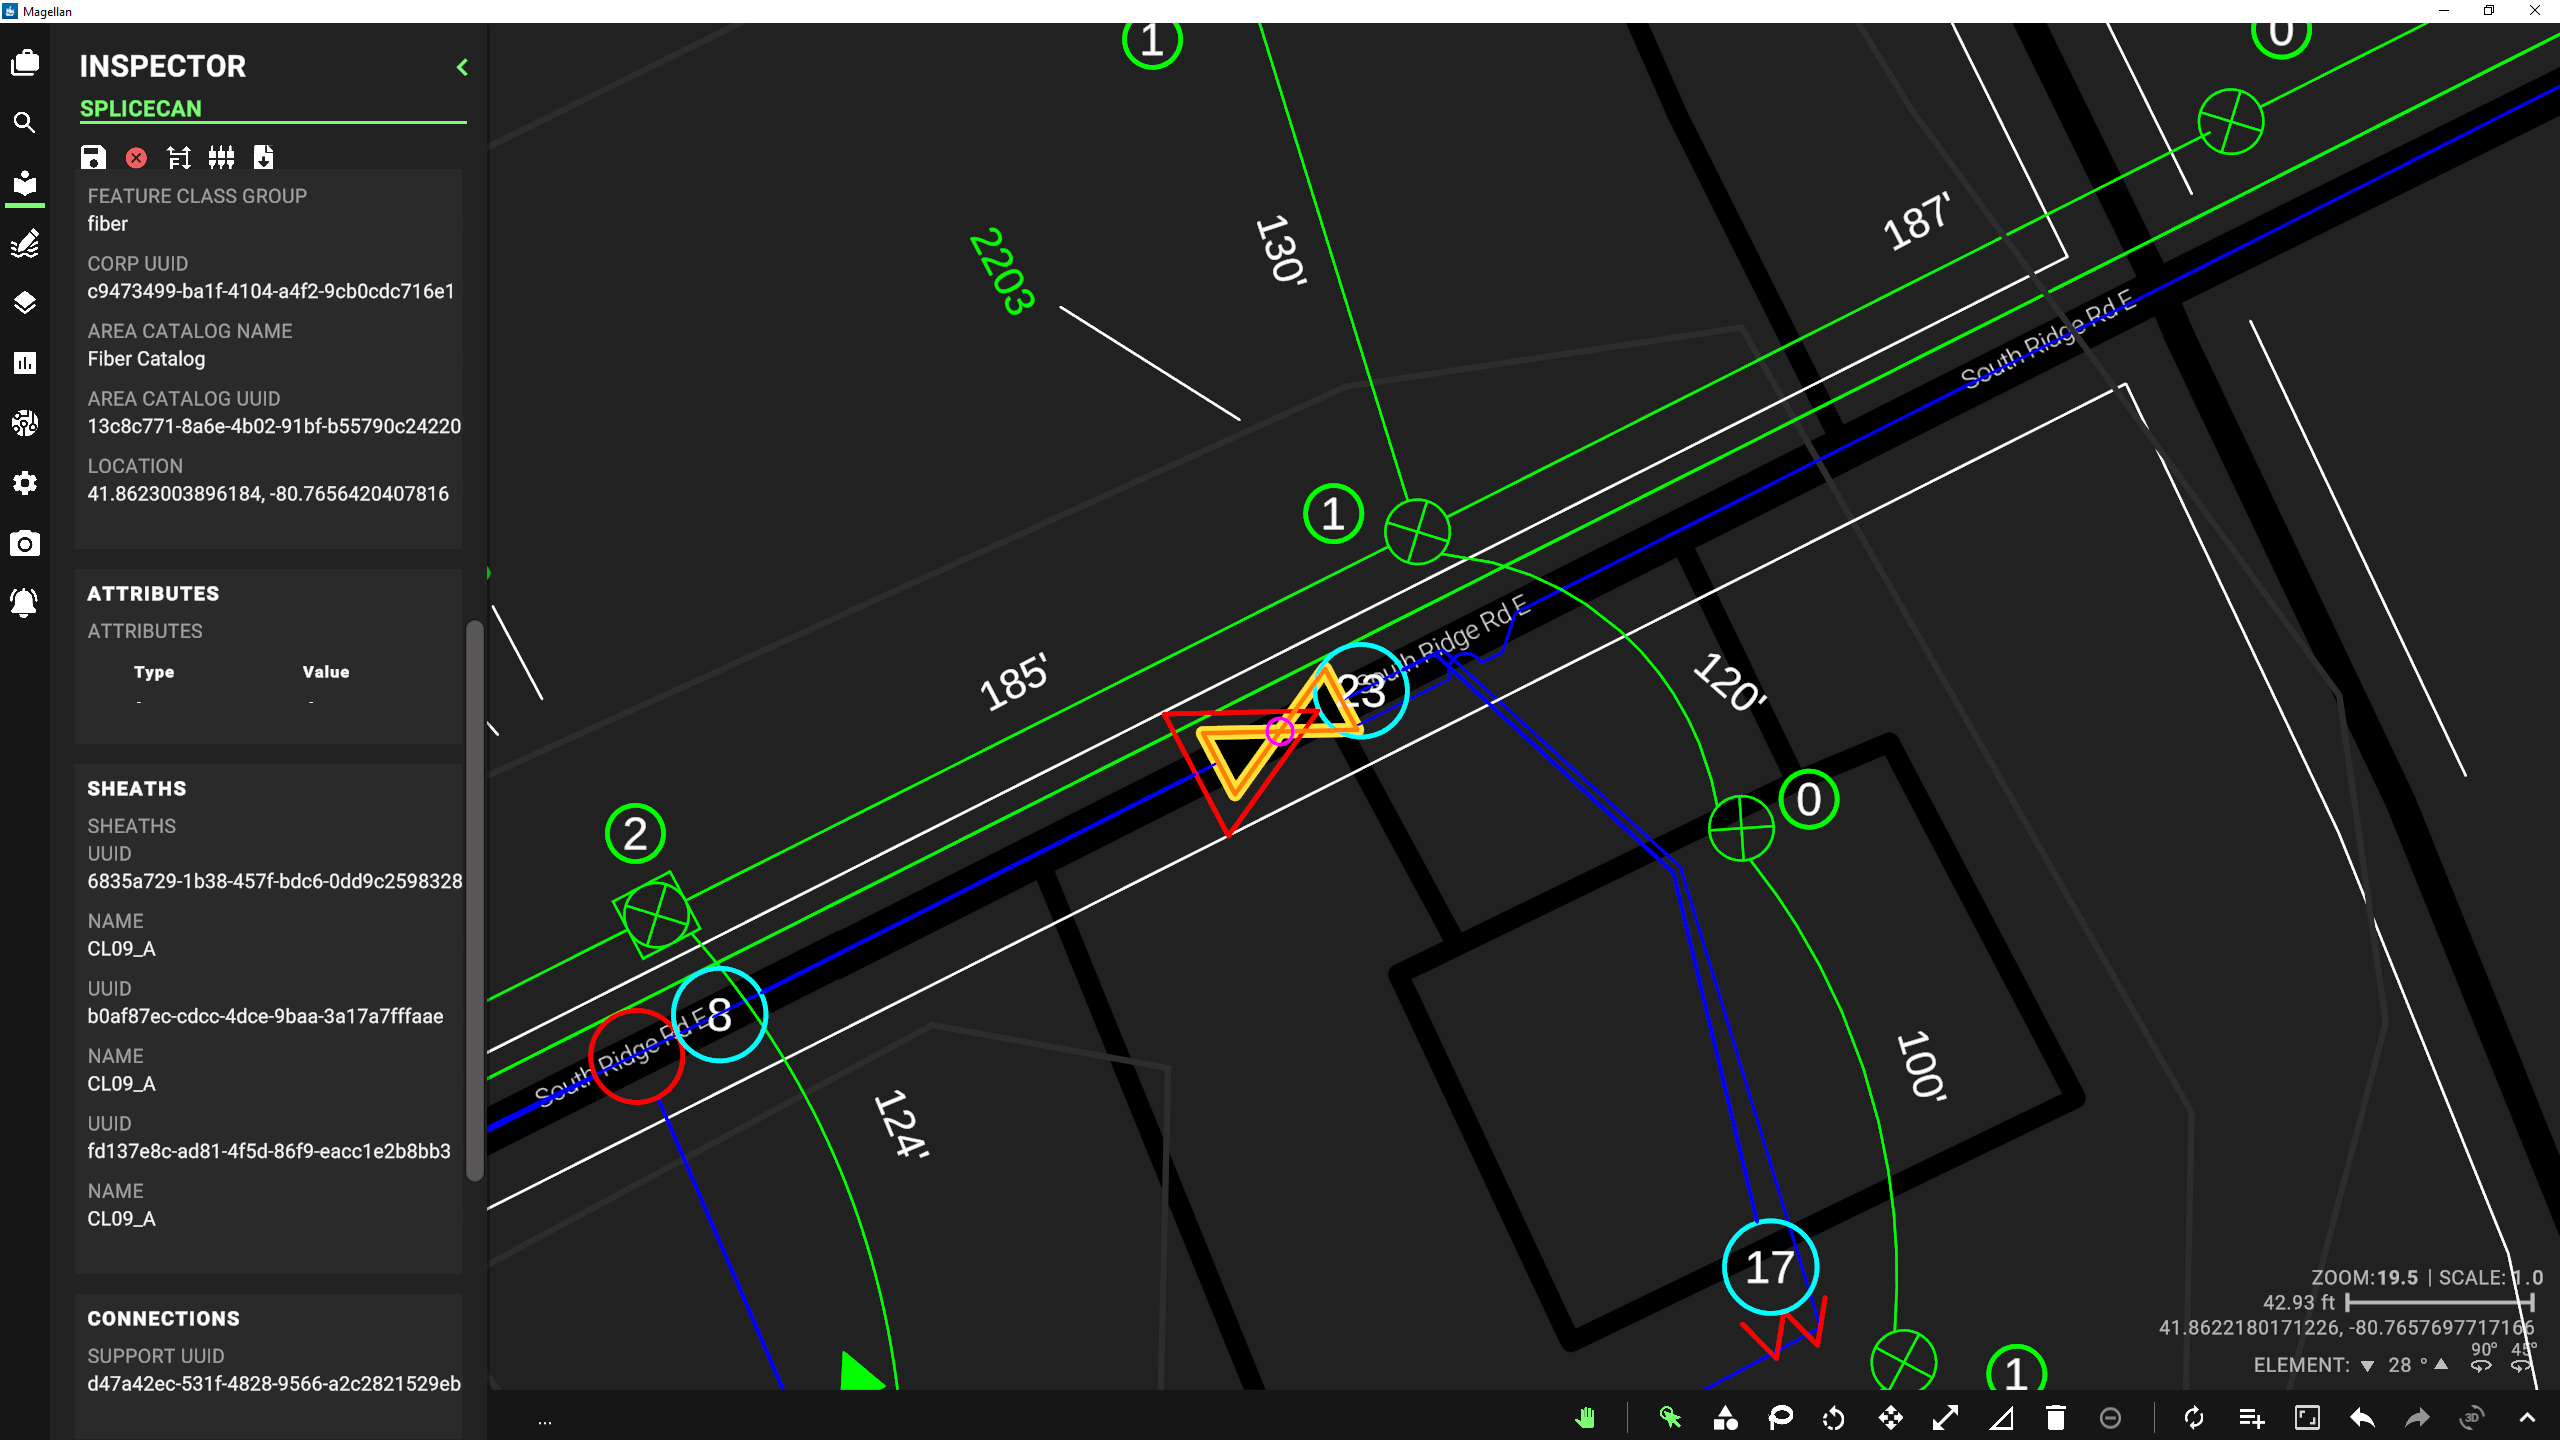 Magellan
INSPECTOR
SPLICECAN
FEATURE CLASS GROUP
fiber
CORP UUID
c9473499-ba1f-4104-a4f2-9cb0cdc716e1
AREA CATALOG NAME
Fiber Catalog
AREA CATALOG UUID
13c8c771-8a6e-4b02-91bf-b55790c24220
LOCATION
41.8623003896184, -80.7656420407816
ATTRIBUTES
ATTRIBUTES
Type Value
- -
SHEATHS
SHEATHS
UUID
6835a729-1b38-457f-bdc6-0dd9c2598328
NAME
CL09_A
UUID
b0af87ec-cdcc-4dce-9baa-3a17a7fffaae
NAME
CL09_A
UUID
fd137e8c-ad81-4f5d-86f9-eacc1e2b8bb3
NAME
CL09_A
CONNECTIONS
SUPPORT UUID
d47a42ec-531f-4828-9566-a2c2821529eb
1
0
187'
130'
2203
South Ridge Rd E
1
South Ridge Rd E
185'
120'
23
0
2
8
South Ridge Rd E
124'
100'
17
1
ZOOM:19.5 | SCALE: 1.0
42.93 ft
41.8622180171226, -80.7657697717166
90° 45°
ELEMENT: 28 °
...
3D